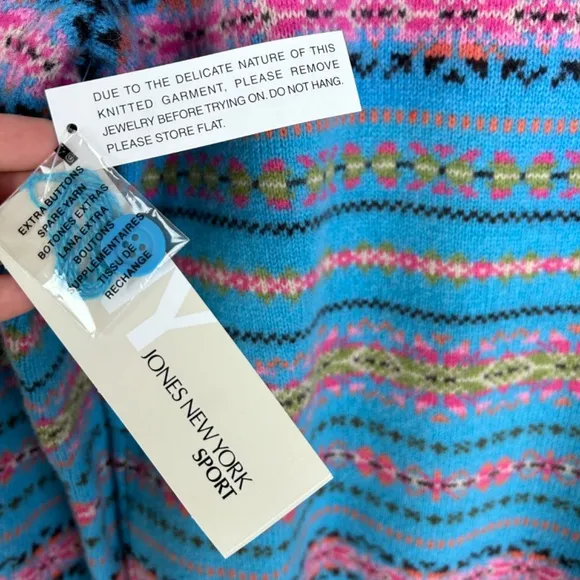 DUE TO THE DELICATE NATURE OF THIS
KNITTED GARMENT, PLEASE REMOVE
JEWELRY BEFORE TRYING ON. DO NOT HANG.
PLEASE STORE FLAT.
EXTRA BUTTONS
SPARE YARN
BOTONES EXTRAS
LANA EXTRA
BOUTONS
SUPPLÉMENTAIRES
TISSU DE
RECHANGE
Y
JONES NEW YORK
SPORT